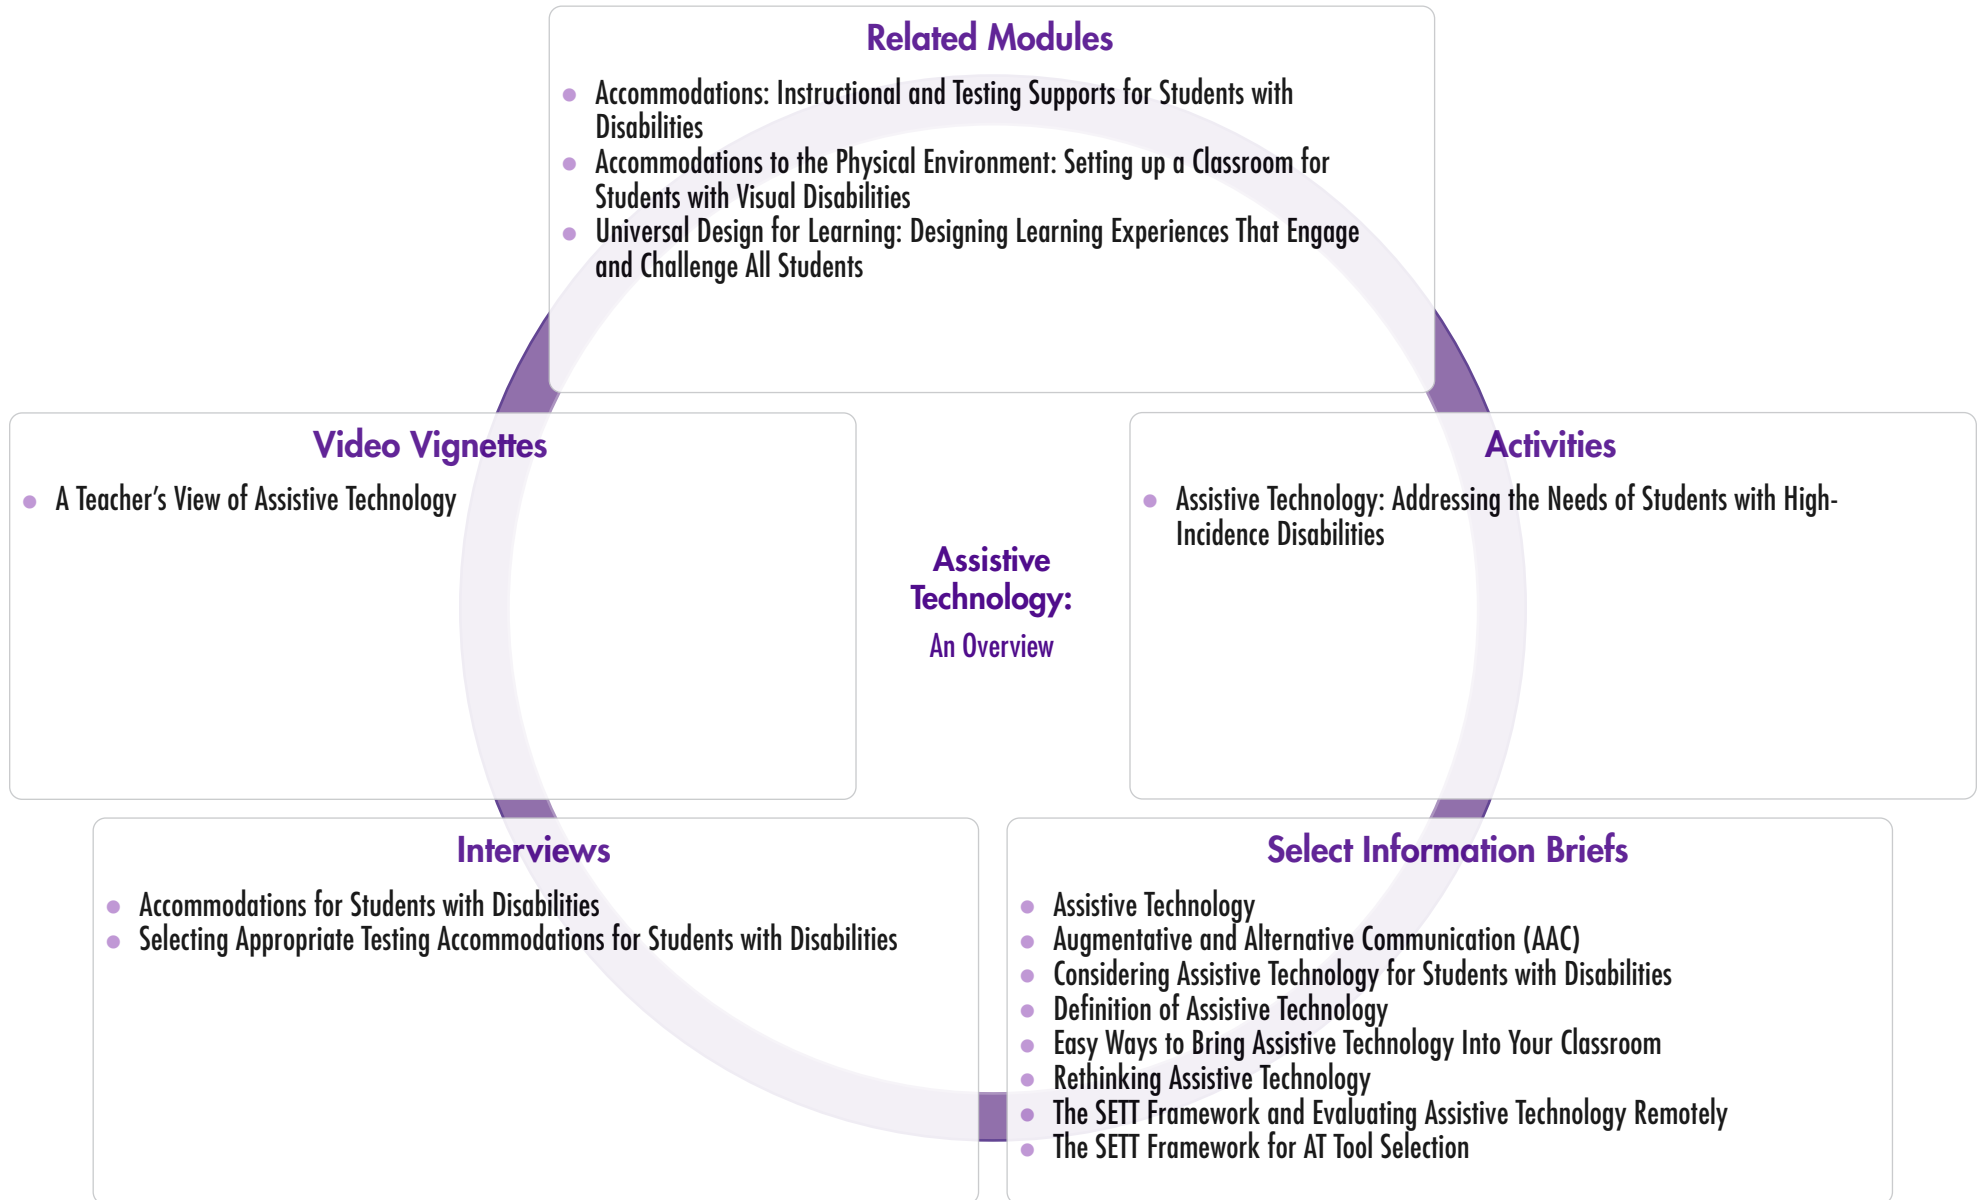 Related Modules
Accommodations: Instructional and Testing Supports for Students with
Disabilities
Accommodations to the Physical Environment: Setting up a Classroom for
Students with Visual Disabilities
Universal Design for Learning: Designing Learning Experiences That Engage
and Challenge All Students
Video Vignettes
A Teacher’s View of Assistive Technology
Assistive
Technology:
An Overview
Activities
Assistive Technology: Addressing the Needs of Students with High-
Incidence Disabilities
Interviews
Accommodations for Students with Disabilities
Selecting Appropriate Testing Accommodations for Students with Disabilities
Select Information Briefs
Assistive Technology
Augmentative and Alternative Communication (AAC)
Considering Assistive Technology for Students with Disabilities
Definition of Assistive Technology
Easy Ways to Bring Assistive Technology Into Your Classroom
Rethinking Assistive Technology
The SETT Framework and Evaluating Assistive Technology Remotely
The SETT Framework for AT Tool Selection